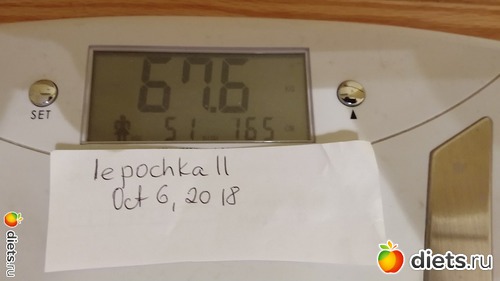 67.6
51 165
SET
lepochka11
Oct 6, 2018
diets.ru
diets.ru